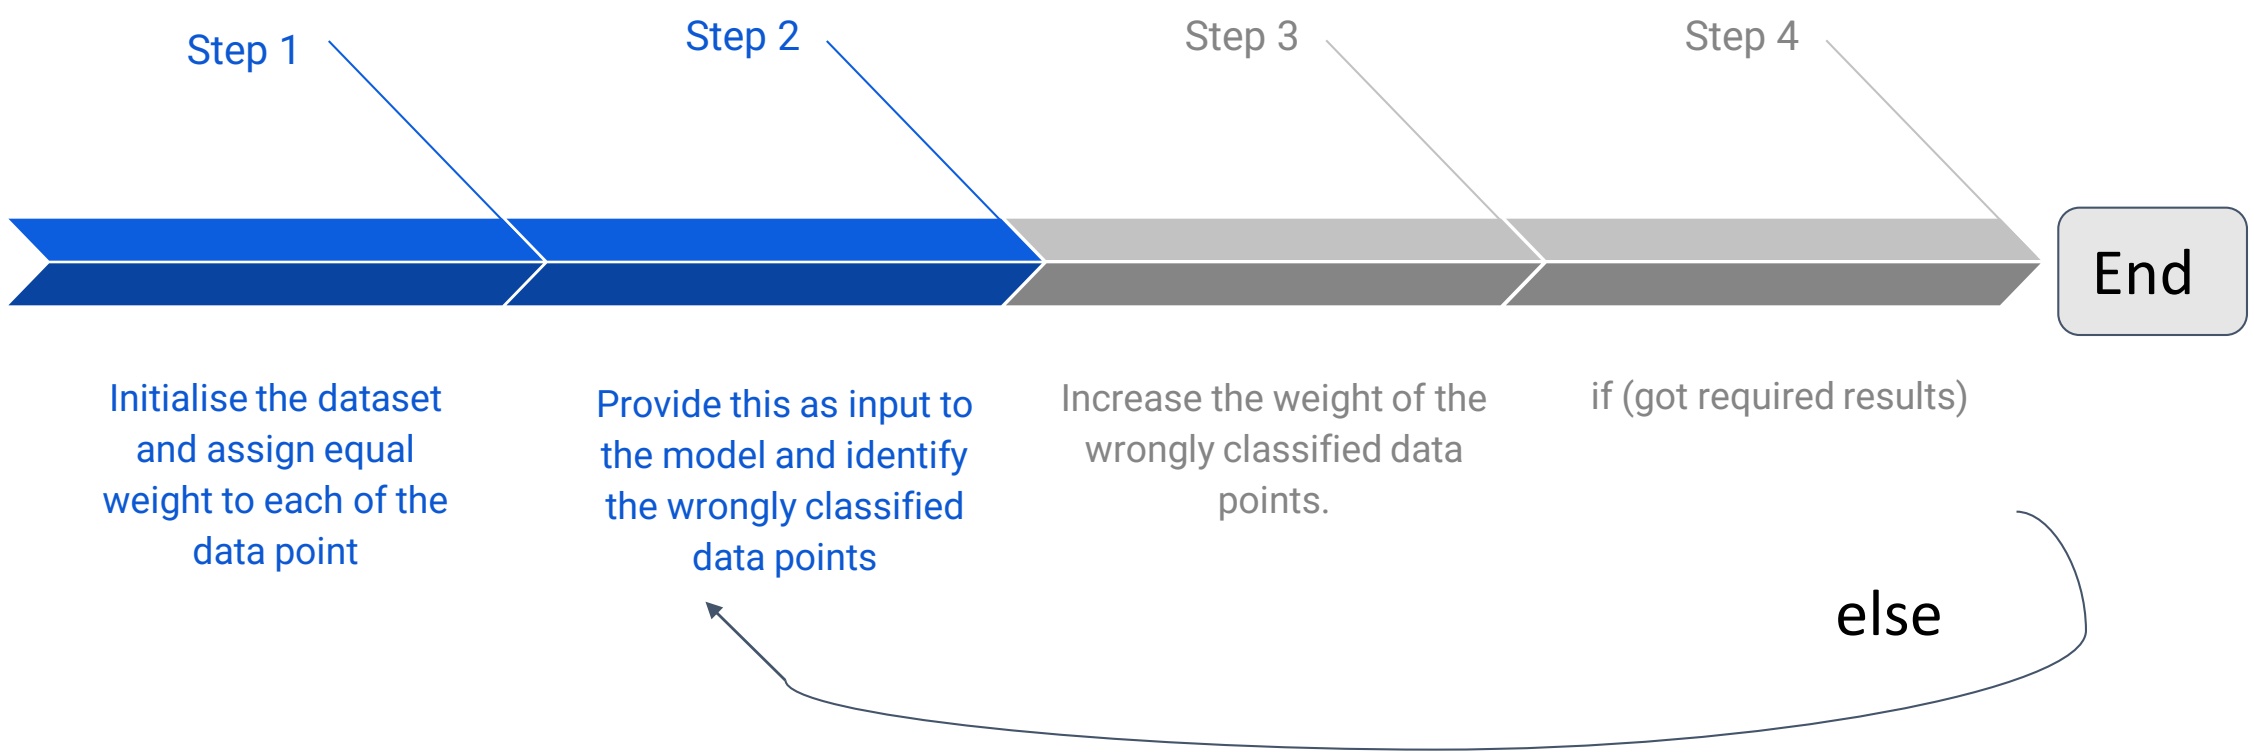 Step 1
Step 2
Step 3
Step 4
End
Initialise the dataset
and assign equal
weight to each of the
data point
Provide this as input to
the model and identify
the wrongly classified
data points
Increase the weight of the
wrongly classified data
points.
if (got required results)
else